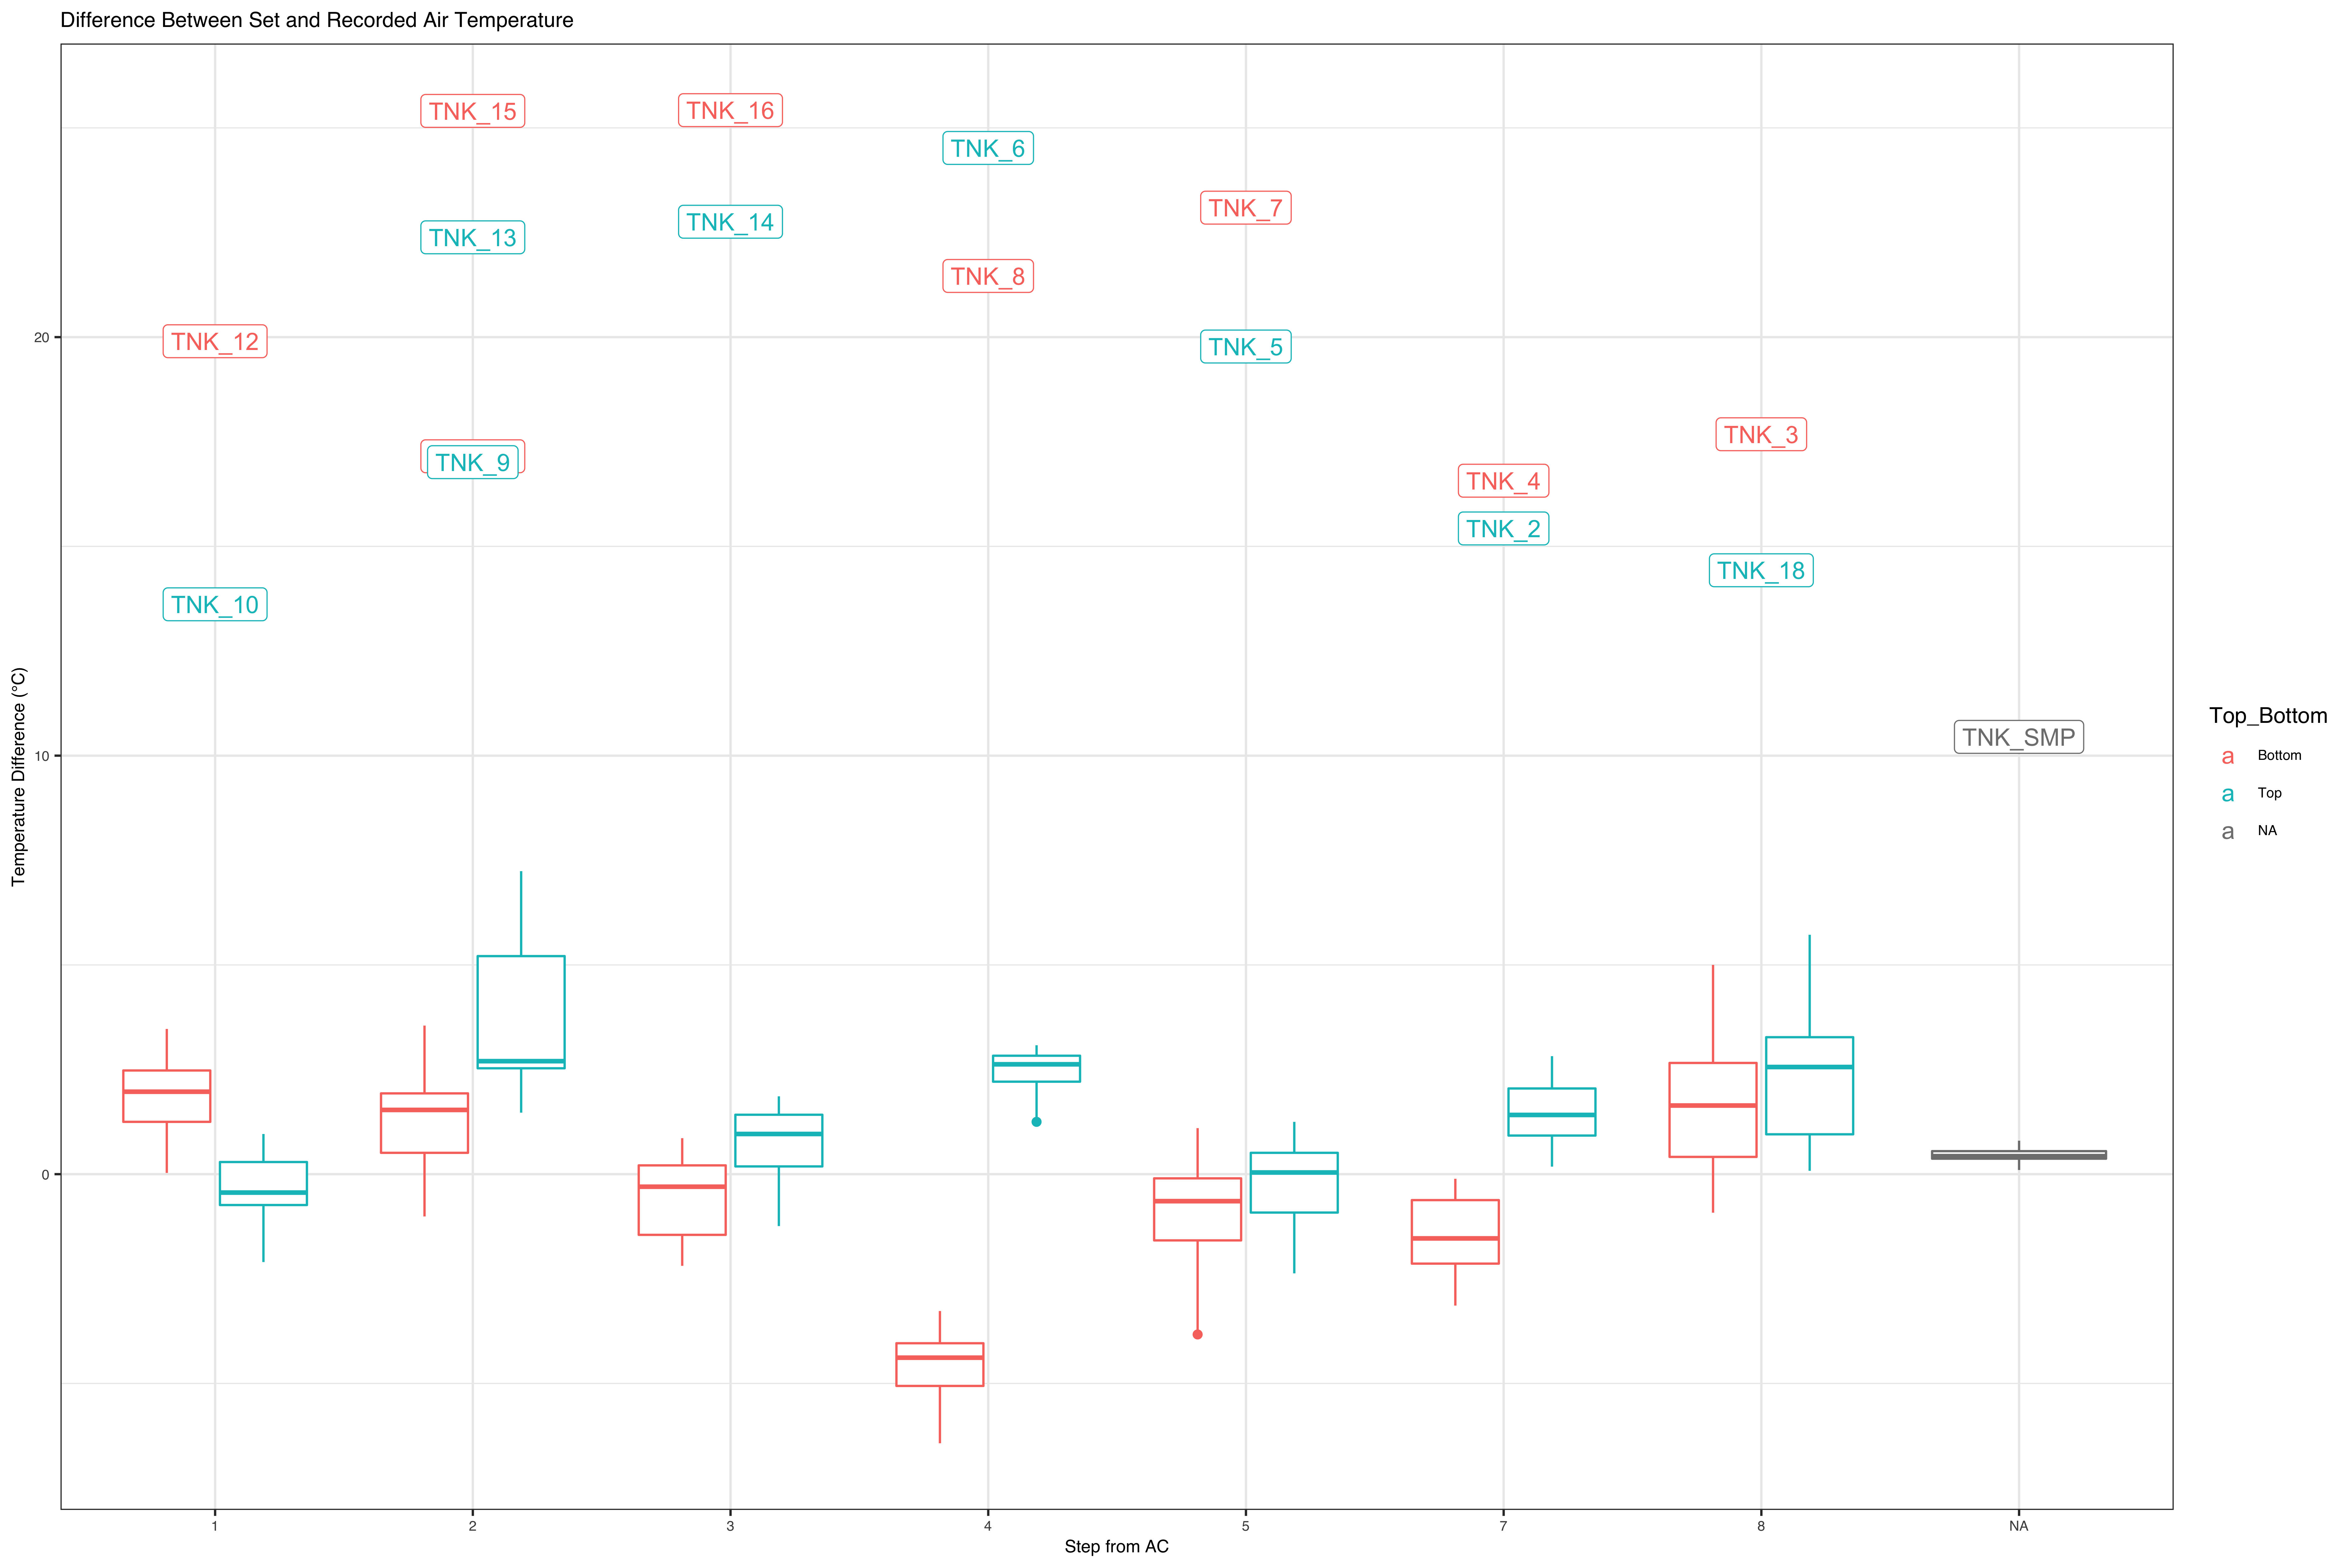 Difference Between Set and Recorded Air Temperature
Temperature Difference (°C)
20
10
0
TNK_15
TNK_16
TNK_6
TNK_7
TNK_13
TNK_14
TNK_8
TNK_12
TNK_5
TNK_3
TNK_9
TNK_4
TNK_2
TNK_18
TNK_10
TNK_SMP
1
2
3
4
5
7
8
NA
Step from AC
Top_Bottom
a Bottom
a Top
a NA